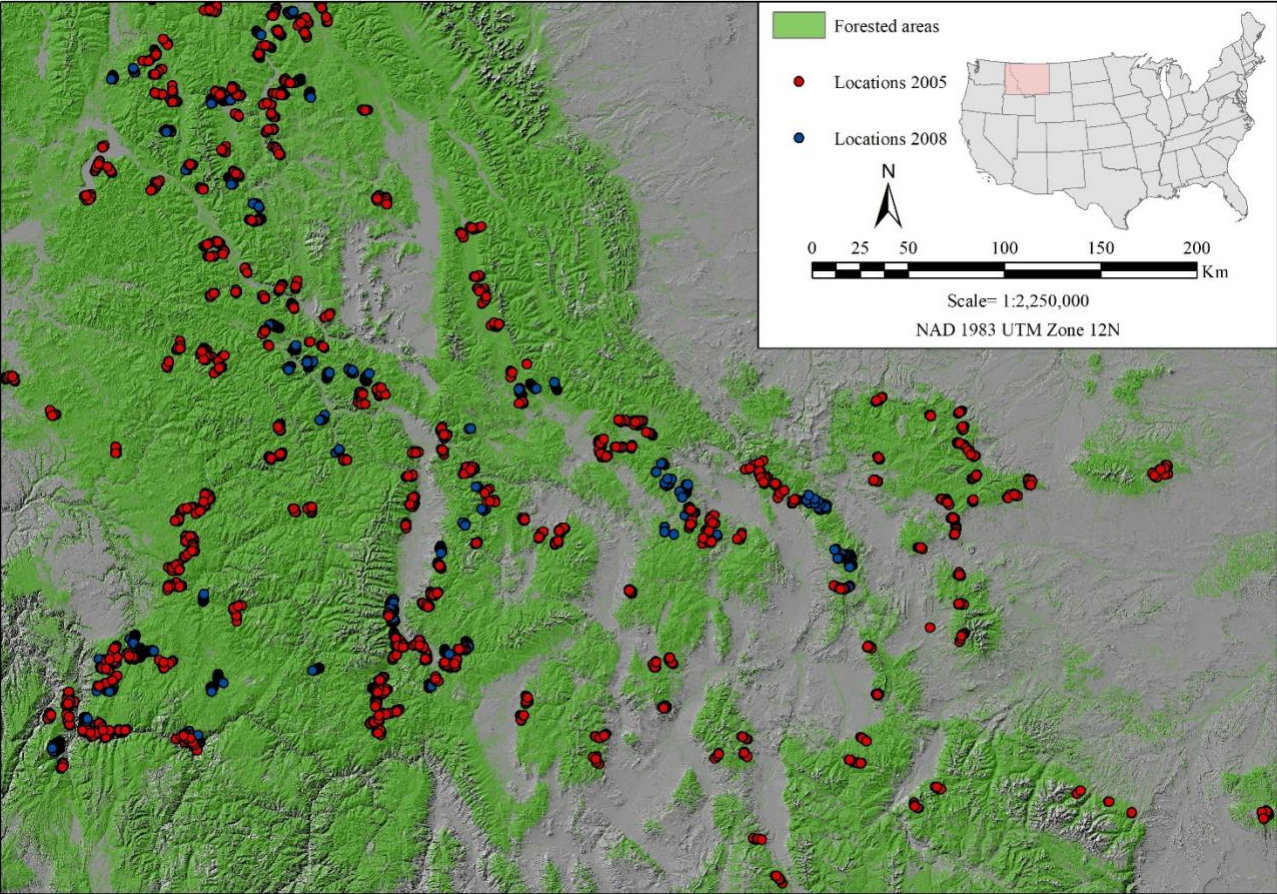 Forested areas
Locations 2005
Locations 2008
N
0 25 50 100 150 200
Km
Scale= 1:2,250,000
NAD 1983 UTM Zone 12N